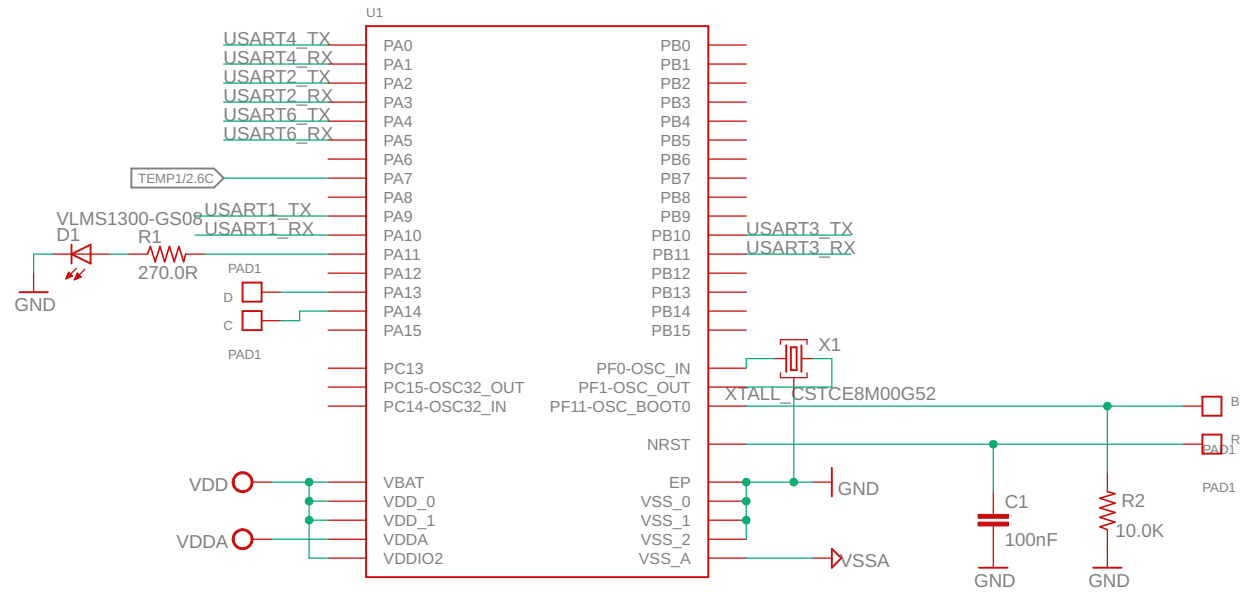 U1
USART4_TX
USART4_RX
USART2_TX
USART2_RX
USART6_TX
USART6_RX
TEMP1/2.6C
USART1_TX
USART1_RX
VLMS1300-GS08
D1
R1
270.0R
GND
PAD1
D
C
PAD1
VDD
VDDA
PA0
PA1
PA2
PA3
PA4
PA5
PA6
PA7
PA8
PA9
PA10
PA11
PA12
PA13
PA14
PA15
PC13
PC15-OSC32_OUT
PC14-OSC32_IN
VBAT
VDD_0
VDD_1
VDDA
VDDIO2
PB0
PB1
PB2
PB3
PB4
PB5
PB6
PB7
PB8
PB9
PB10
PB11
PB12
PB13
PB14
PB15
PF0-OSC_IN
PF1-OSC_OUT
PF11-OSC_BOOT0
NRST
EP
VSS_0
VSS_1
VSS_2
VSS_A
USART3_TX
USART3_RX
X1
XTALL_CSTCE8M00G52
B
R
PAD1
PAD1
GND
VSSA
C1
100nF
GND
R2
10.0K
GND